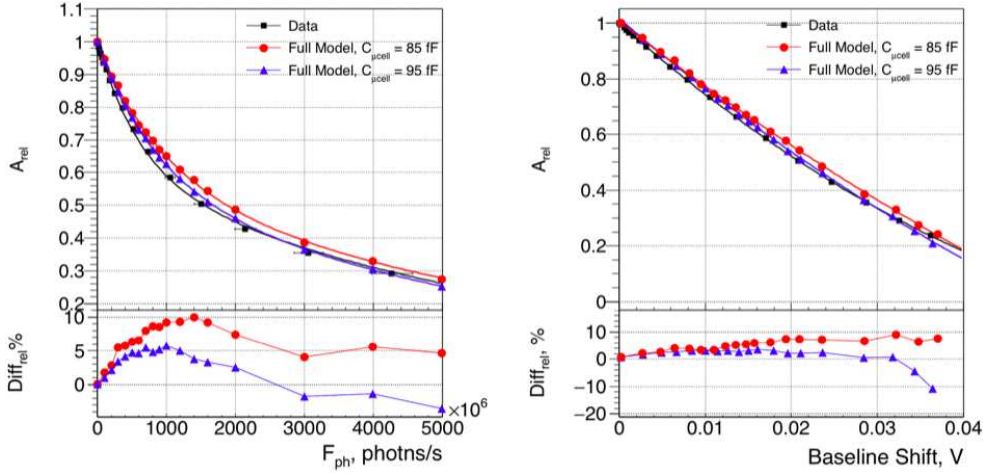 1.1
1
0.9
0.8
0.7
0.6
0.5
0.4
0.3
0.2
A_rel
Data
Full Model, C_μcell = 85 fF
Full Model, C_μcell = 95 fF
10
5
0
Diff_rel %
0 1000 2000 3000 4000 5000
×10^6
F_ph, photns/s
1
0.8
0.6
0.4
0.2
0
A_rel
Data
Full Model, C_μcell = 85 fF
Full Model, C_μcell = 95 fF
10
0
−10
−20
Diff_rel, %
0 0.01 0.02 0.03 0.04
Baseline Shift, V